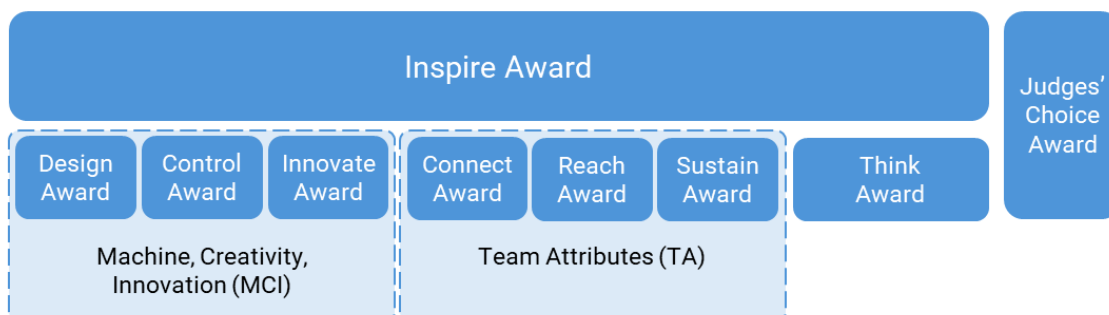 Inspire Award
Judges’
Choice
Award
Design
Award
Control
Award
Innovate
Award
Connect
Award
Reach
Award
Sustain
Award
Think
Award
Machine, Creativity,
Innovation (MCI)
Team Attributes (TA)